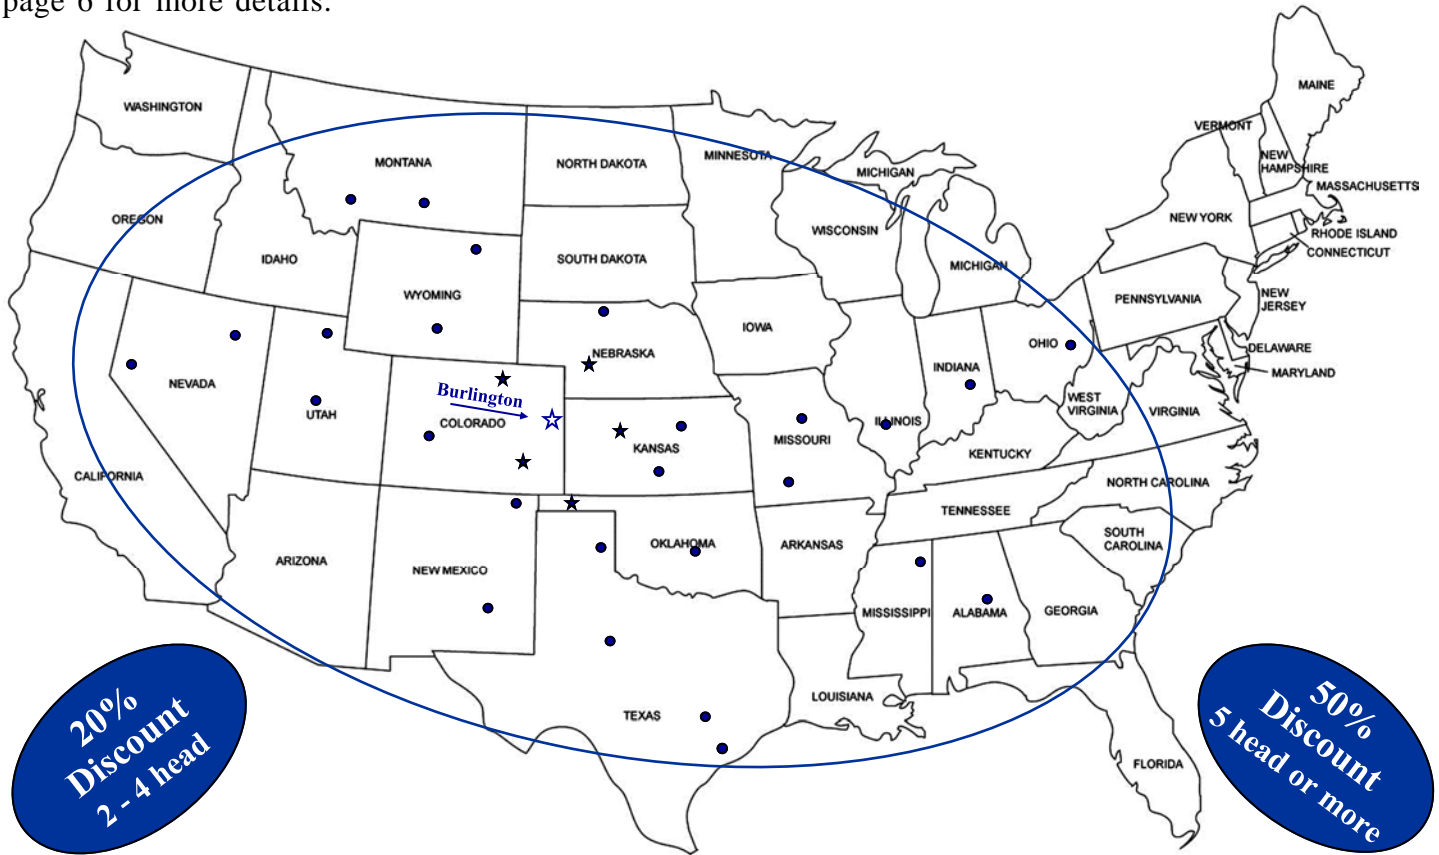 page 6 for more details.
MAINE
WASHINGTON
VERMONT
MONTANA
NORTH DAKOTA
MINNESOTA
MICHIGAN
NEW
HAMPSHIRE
MASSACHUSETTS
OREGON
NEW YORK
WISCONSIN
RHODE ISLAND
CONNECTICUT
IDAHO
SOUTH DAKOTA
MICHIGAN
WYOMING
PENNSYLVANIA
NEW
JERSEY
IOWA
OHIO
DELAWARE
NEBRASKA
INDIANA
MARYLAND
NEVADA
Burlington
WEST
VIRGINIA
VIRGINIA
UTAH
COLORADO
ILLINOIS
MISSOURI
KANSAS
KENTUCKY
CALIFORNIA
NORTH CAROLINA
TENNESSEE
SOUTH
CAROLINA
OKLAHOMA
ARKANSAS
ARIZONA
NEW MEXICO
MISSISSIPPI
ALABAMA
GEORGIA
LOUISIANA
TEXAS
FLORIDA
20%
Discount
2 - 4 head
50%
Discount
5 head or more